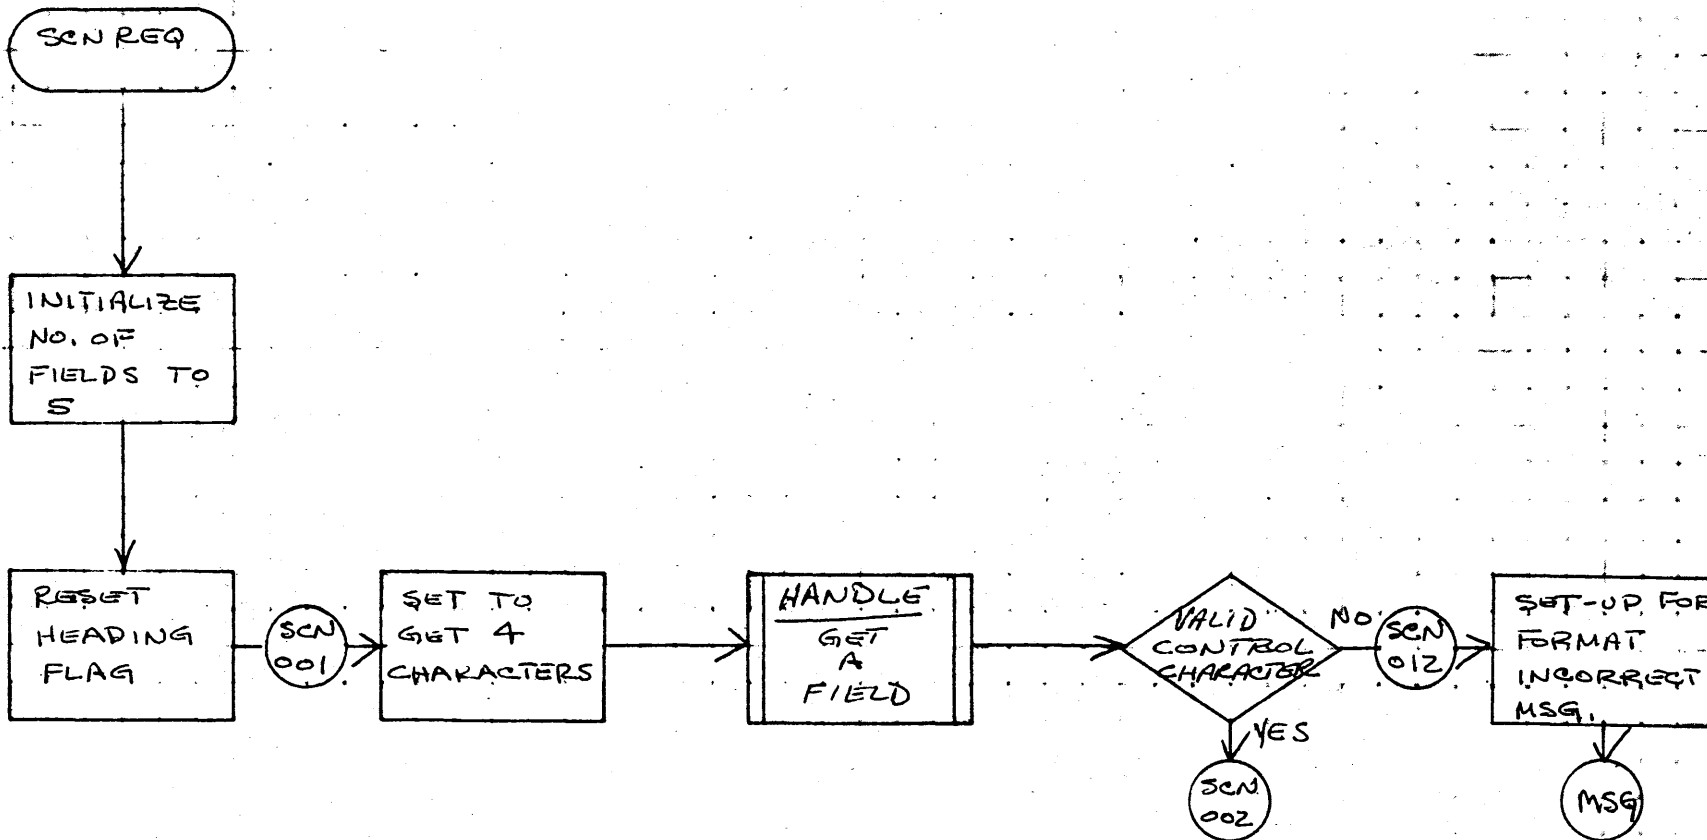 SCN REQ
INITIALIZE
NO. OF
FIELDS TO
5
RESET
HEADING
FLAG
SCN
001
SET TO
GET 4
CHARACTERS
HANDLE
GET
A
FIELD
VALID
CONTROL
CHARACTER
NO
SCN
012
YES
SCN
002
SET-UP FOR
FORMAT
INCORRECT
MSG.
MSG